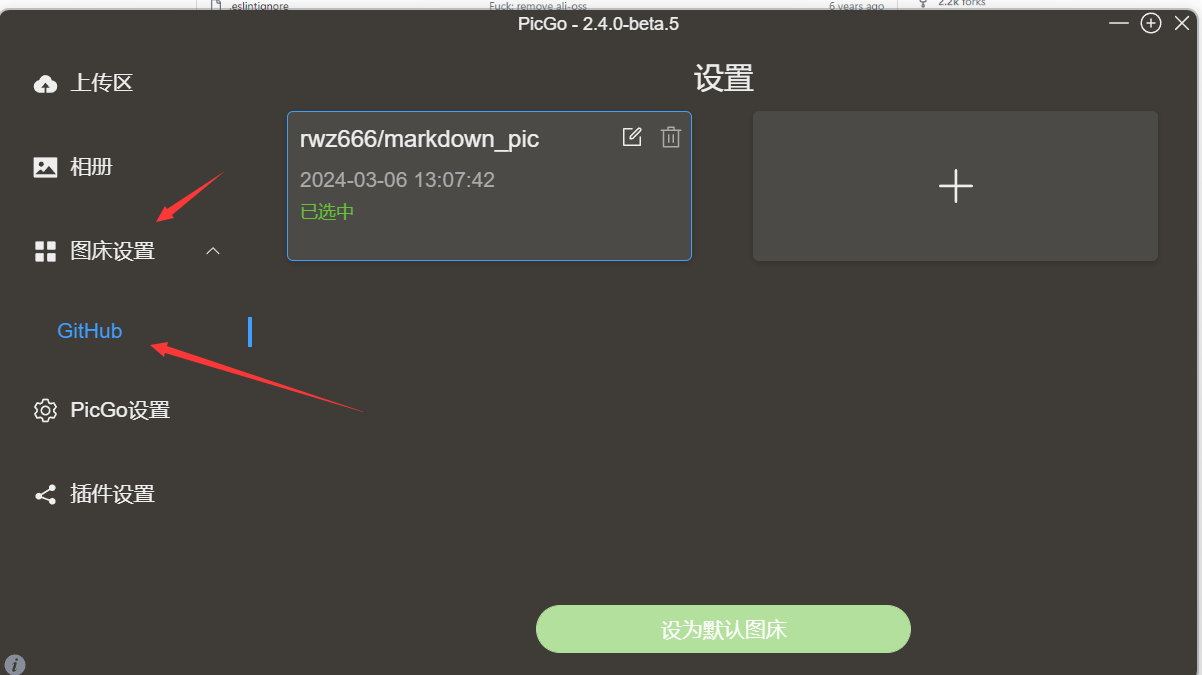 .eslintignore Fuck: remove ali-oss 6 years ago 2.2k forks
PicGo - 2.4.0-beta.5
上传区
设置
rwz666/markdown_pic
2024-03-06 13:07:42
已选中
相册
图床设置
GitHub
PicGo设置
插件设置
设为默认图床